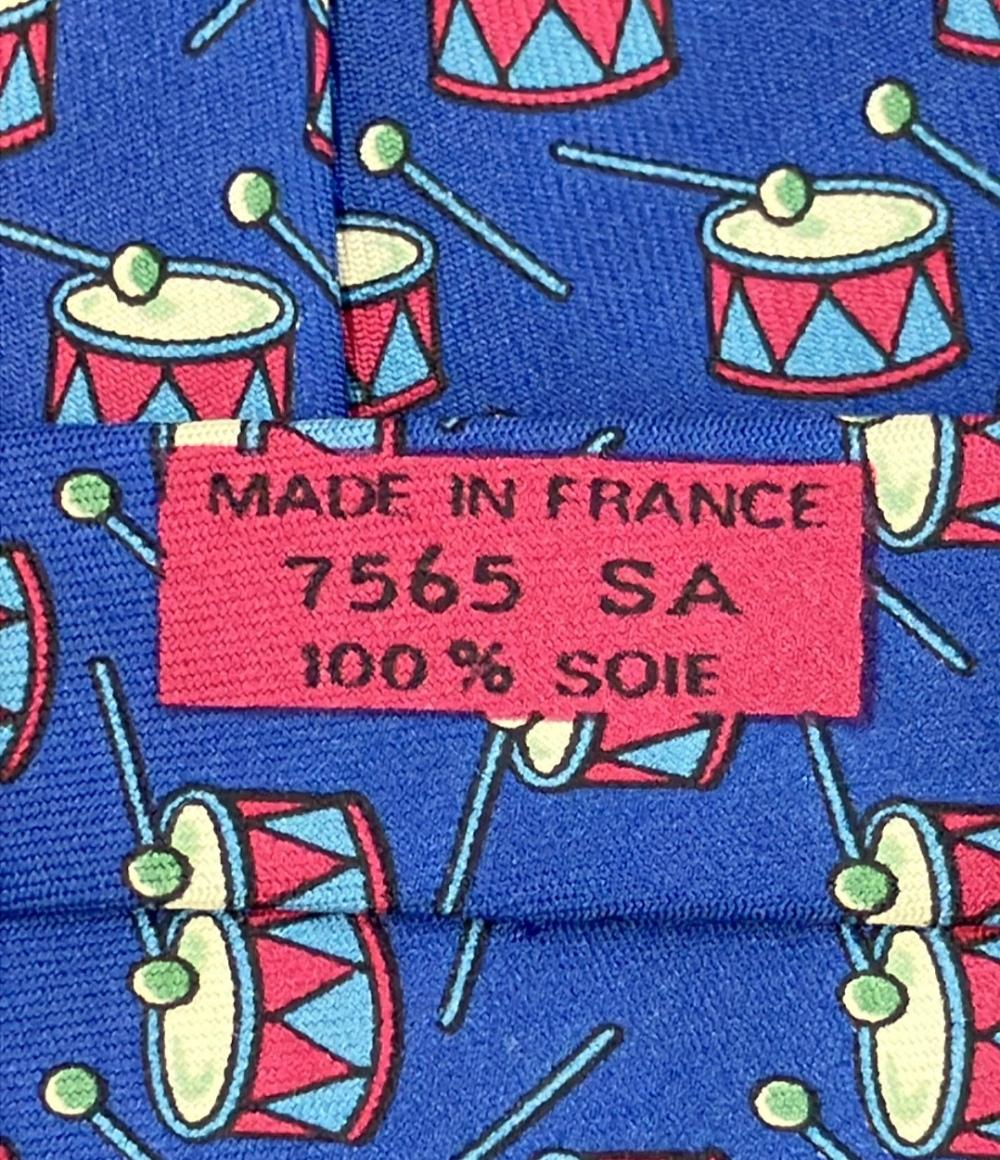 MADE IN FRANCE
7565 SA
100 % SOIE